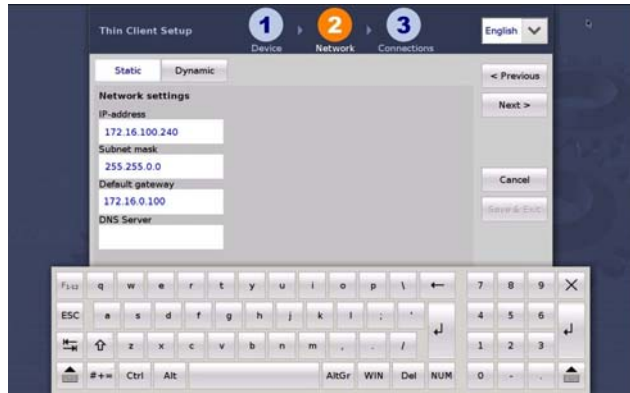 Thin Client Setup
1
Device
2
Network
3
Connections
English
Static Dynamic
< Previous
Network settings
Next >
IP-address
172.16.100.240
Subnet mask
255.255.0.0
Default gateway
172.16.0.100
Cancel
DNS Server
Save & Exit
F1-12 q w e r t y u i o p \ ← 7 8 9 X
ESC a s d f g h j k l ; ' ↵ 4 5 6 ↵
z x c v b n m , . / 1 2 3
#+= Ctrl Alt AltGr WIN Del NUM 0 - .